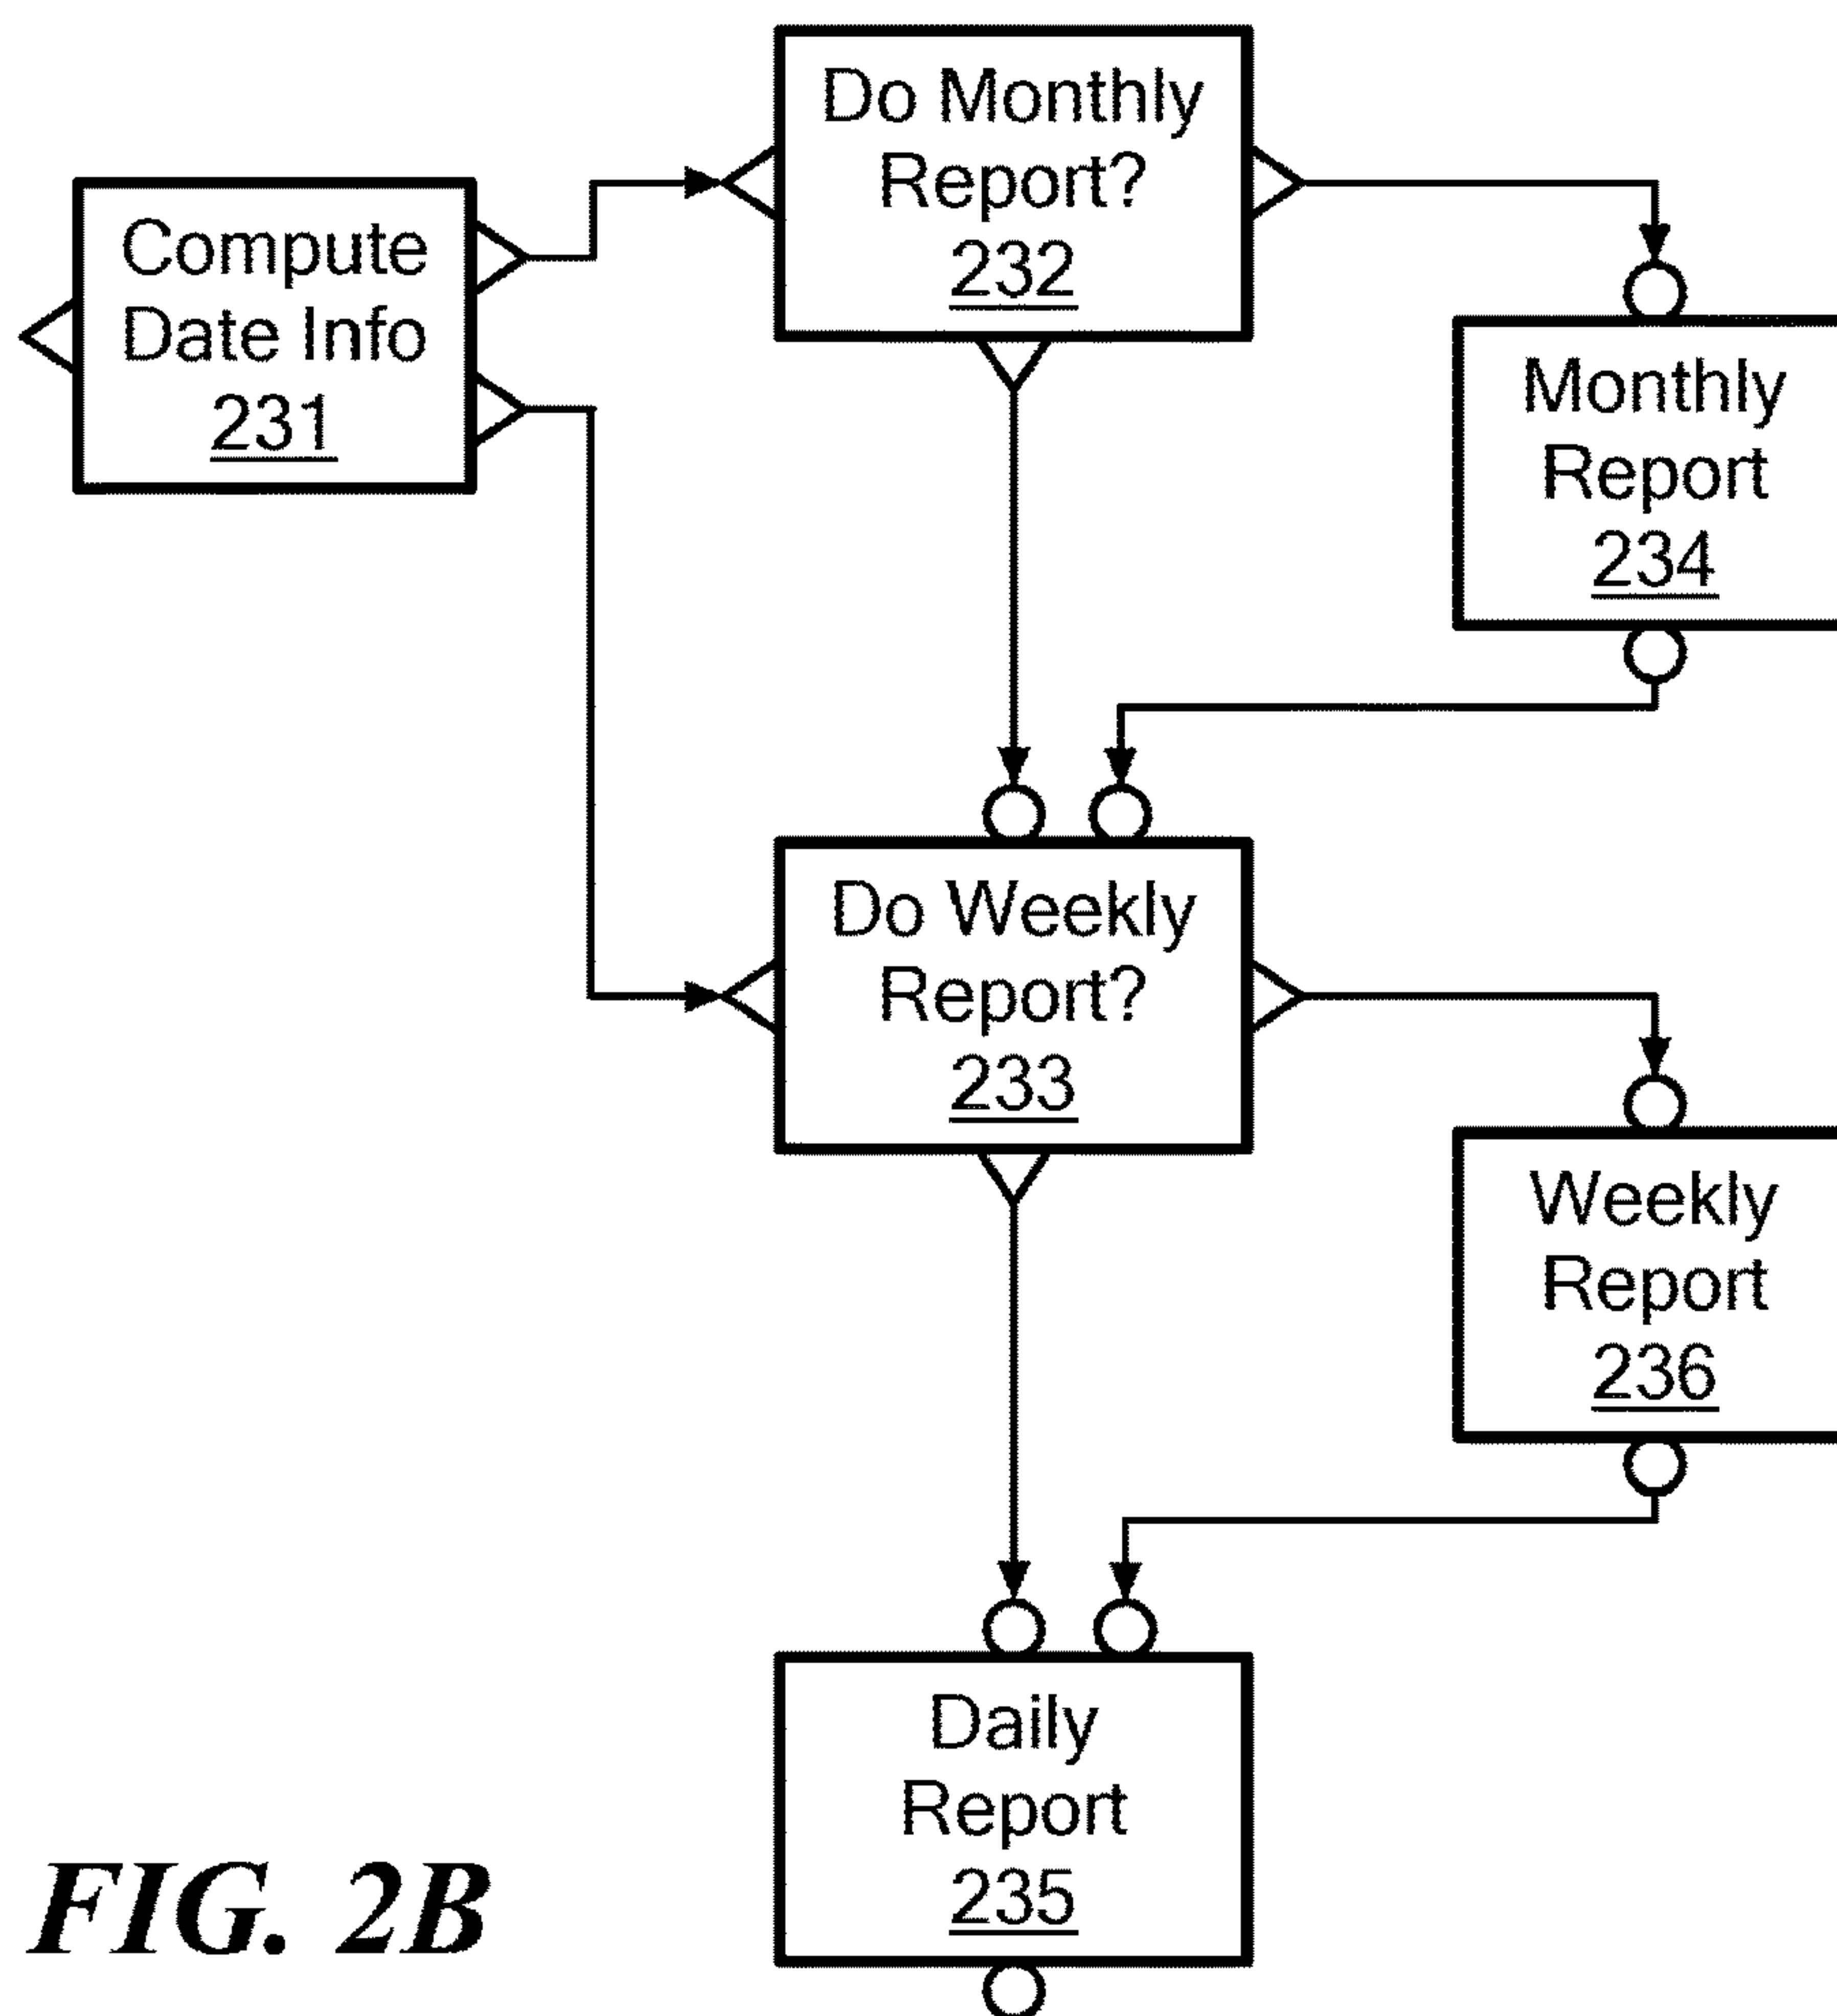 Do Monthly
Report?
232
Compute
Date Info
231
Monthly
Report
234
Do Weekly
Report?
233
Weekly
Report
236
Daily
Report
235
FIG. 2B